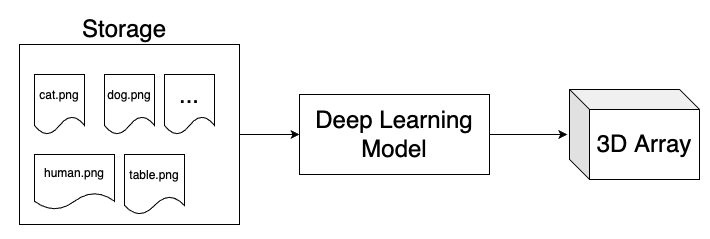 Storage
cat.png
dog.png
...
human.png
table.png
Deep Learning
Model
3D Array